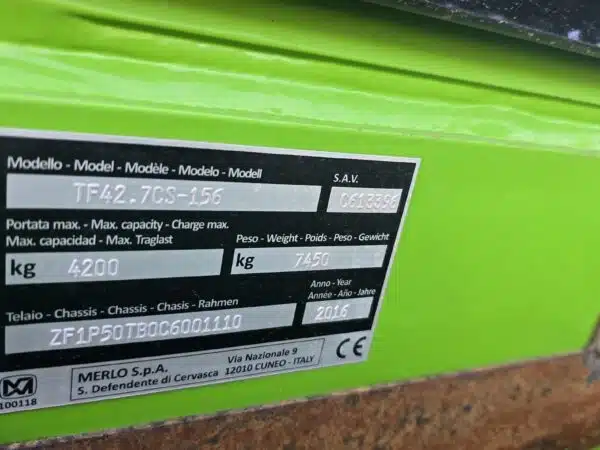 Modello - Model - Modèle - Modelo - Modell
S.A.V.
TF42.7CS-156
C613356
Portata max. - Max. capacity - Charge max.
Max. capacidad - Max. Traglast
Peso - Weight - Poids - Peso - Gewicht
kg 4200
kg 7450
Telaio - Chassis - Chassis - Chasis - Rahmen
Anno - Year
Année - Año - Jahre
ZF1P50TB0C6001110
2016
MERLO S.p.A.
S. Defendente di Cervasca
Via Nazionale 9
12010 CUNEO - ITALY
CE
100118